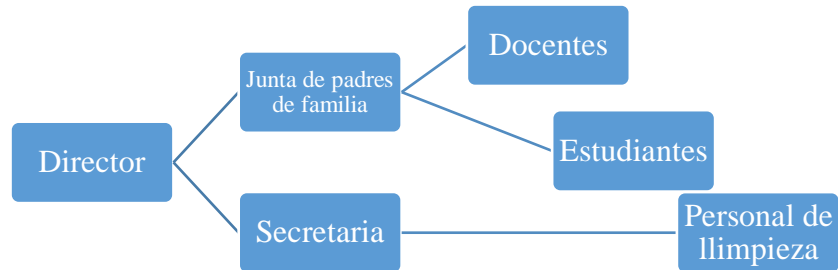 Docentes
Junta de padres
de familia
Estudiantes
Director
Secretaria
Personal de
llimpieza